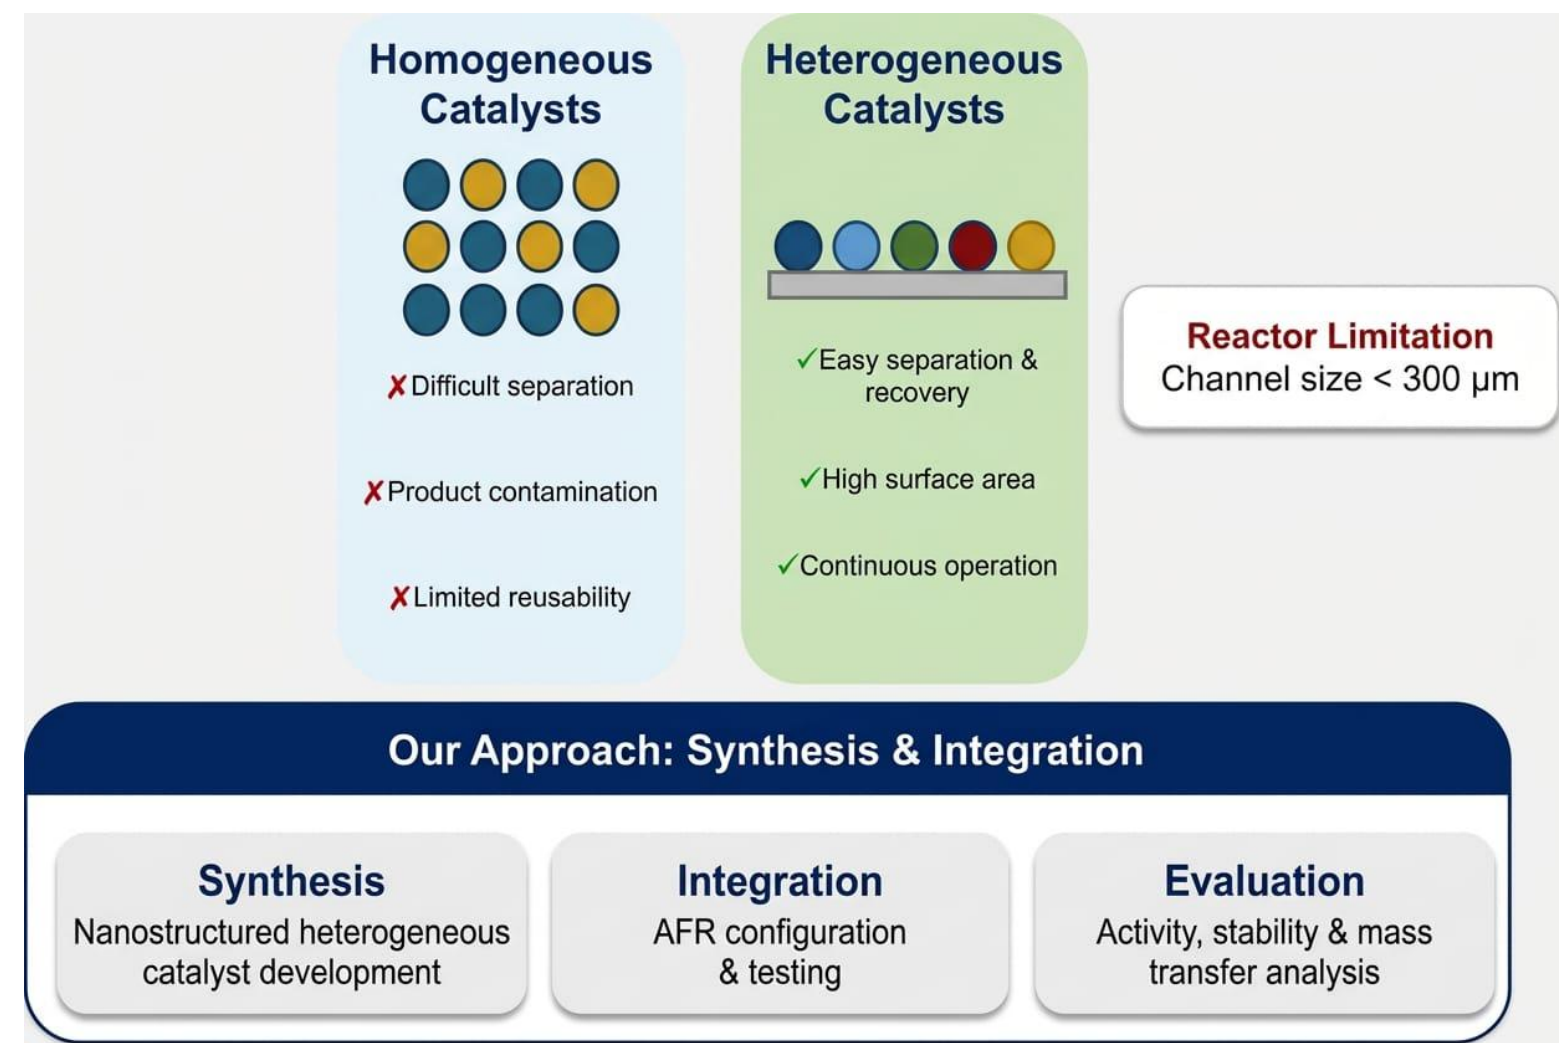 Homogeneous
Catalysts
✗Difficult separation
✗Product contamination
✗Limited reusability
Heterogeneous
Catalysts
✓Easy separation &
recovery
✓High surface area
✓Continuous operation
Reactor Limitation
Channel size < 300 µm
Our Approach: Synthesis & Integration
Synthesis
Nanostructured heterogeneous
catalyst development
Integration
AFR configuration
& testing
Evaluation
Activity, stability & mass
transfer analysis